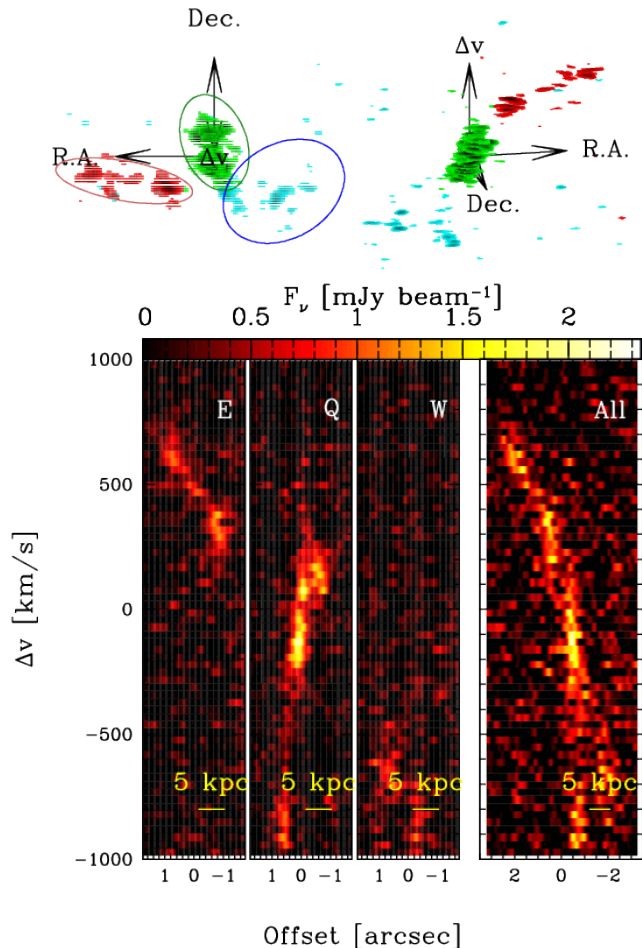 Dec.
Δv
R.A.
Δv
R.A.
Dec.
F_ν [mJy beam⁻¹]
0 0.5 1 1.5 2
1000
E Q W All
500
0
Δv [km/s]
−500
5 kpc 5 kpc 5 kpc 5 kpc
−1000
1 0 −1 1 0 −1 1 0 −1 2 0 −2
Offset [arcsec]